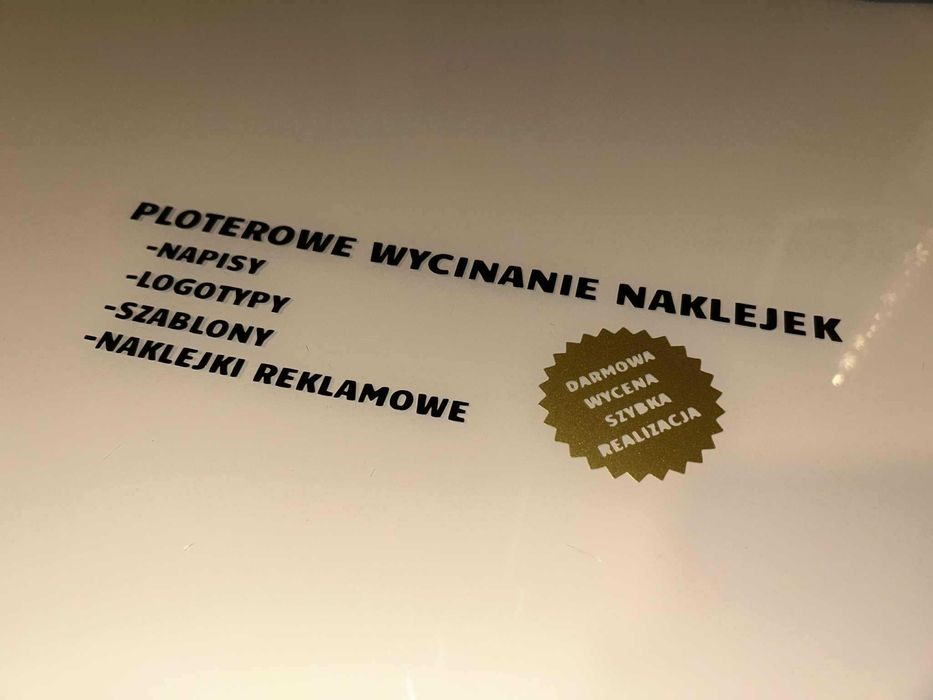 PLOTEROWE WYCINANIE NAKLEJEK
-NAPISY
-LOGOTYPY
-SZABLONY
-NAKLEJKI REKLAMOWE
DARMOWA
WYCENA
SZYBKA
REALIZACJA